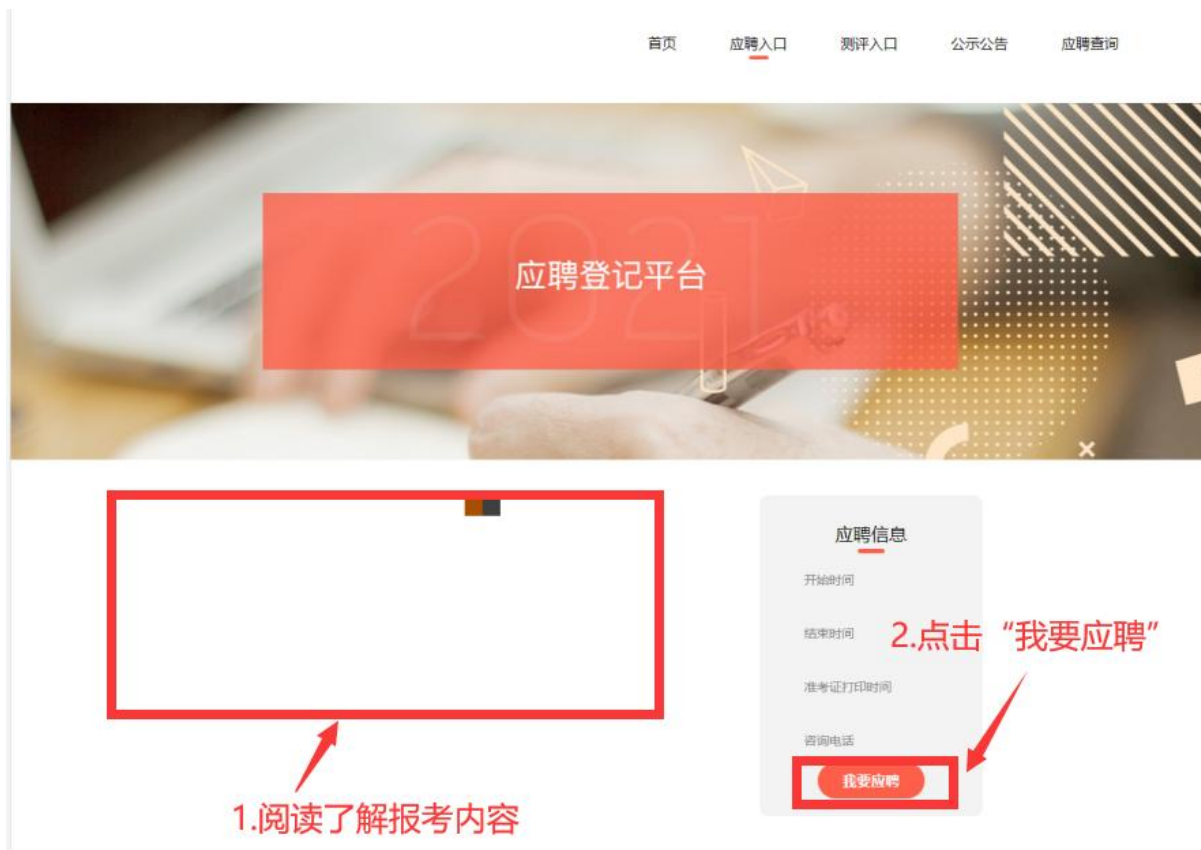 首页 应聘入口 测评入口 公示公告 应聘查询
2021
应聘登记平台
应聘信息
开始时间
结束时间
2.点击“我要应聘”
准考证打印时间
咨询电话
我要应聘
1.阅读了解报考内容